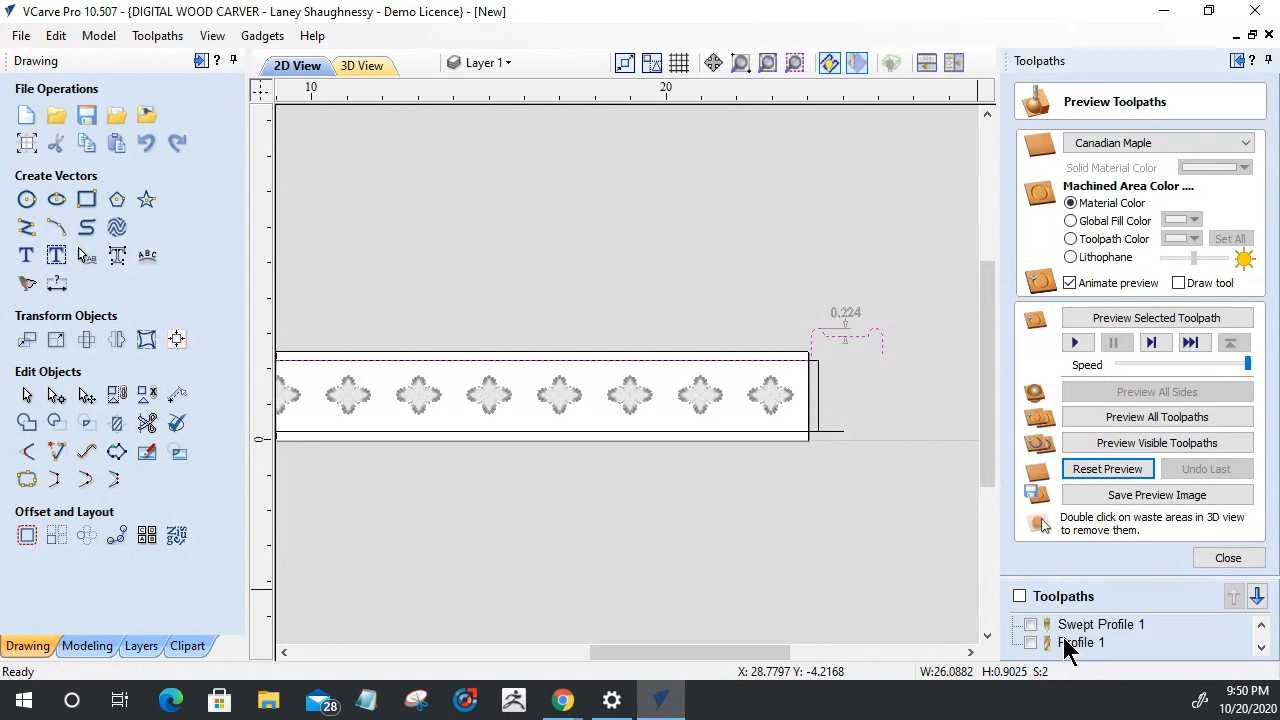 VCarve Pro 10.507 - {DIGITAL WOOD CARVER - Laney Shaughnessy - Demo Licence} - [New]
File Edit Model Toolpaths View Gadgets Help
Drawing
File Operations
Create Vectors
Transform Objects
Edit Objects
Offset and Layout
Drawing Modeling Layers Clipart
2D View 3D View Layer 1
10 20
0
0.224
Toolpaths
Preview Toolpaths
Canadian Maple
Solid Material Color
Machined Area Color ....
Material Color
Global Fill Color
Toolpath Color Set All
Lithophane
Animate preview Draw tool
Preview Selected Toolpath
Speed
Preview All Sides
Preview All Toolpaths
Preview Visible Toolpaths
Reset Preview Undo Last
Save Preview Image
Double click on waste areas in 3D view
to remove them.
Close
Toolpaths
Swept Profile 1
Profile 1
Ready X: 28.7797 Y: -4.2168 W:26.0882 H:0.9025 S:2
28
9:50 PM
10/20/2020